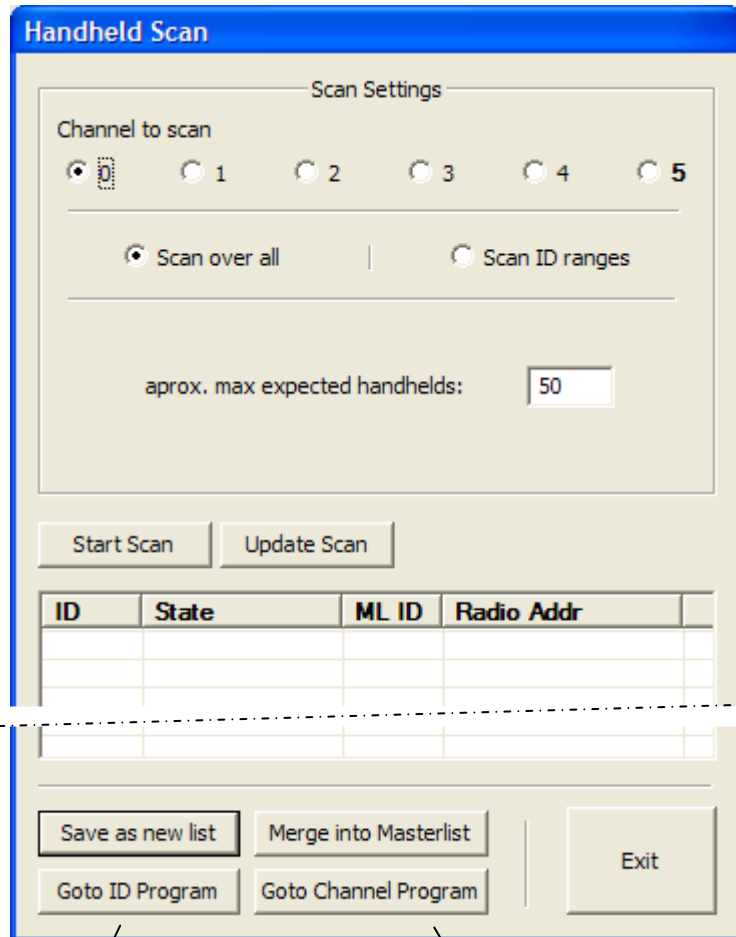 Handheld Scan
Scan Settings
Channel to scan
0 1 2 3 4 5
Scan over all Scan ID ranges
aprox. max expected handhelds: 50
Start Scan Update Scan
ID State ML ID Radio Addr
Save as new list Merge into Masterlist
Exit
Goto ID Program Goto Channel Program